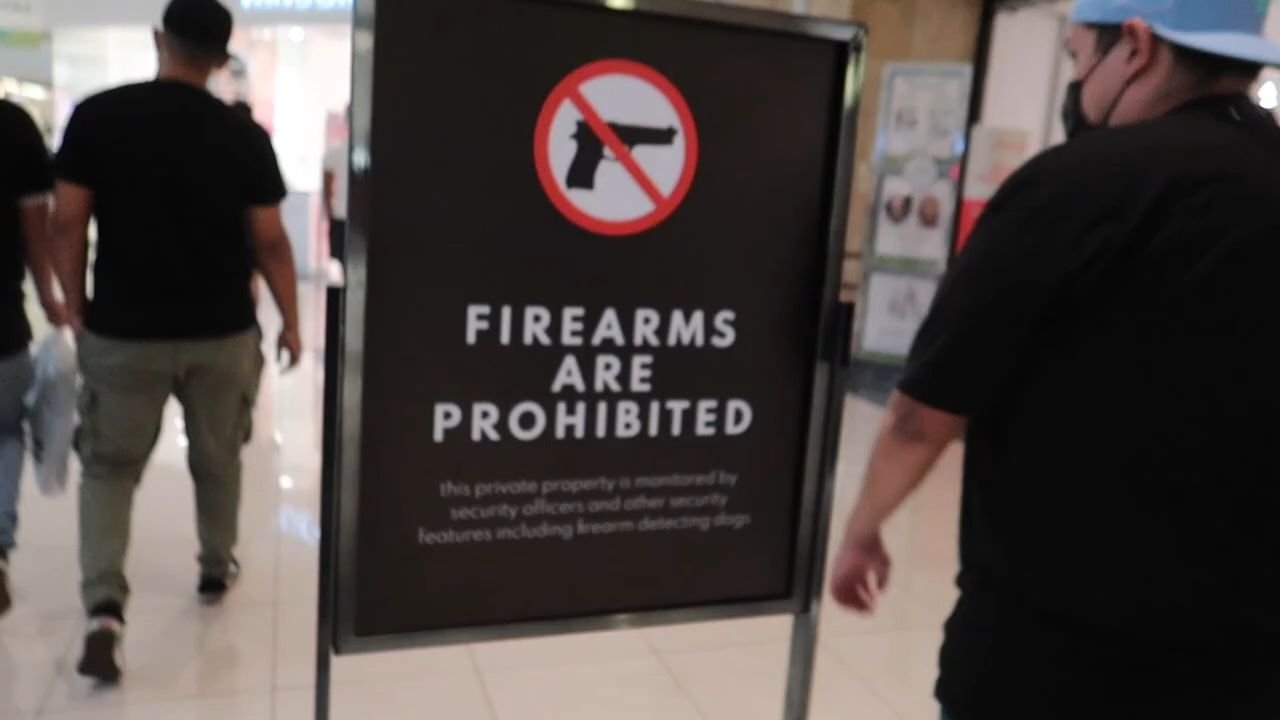 FIREARMS
ARE
PROHIBITED
this private property is monitored by
security officers and other security
features including firearm detecting dogs